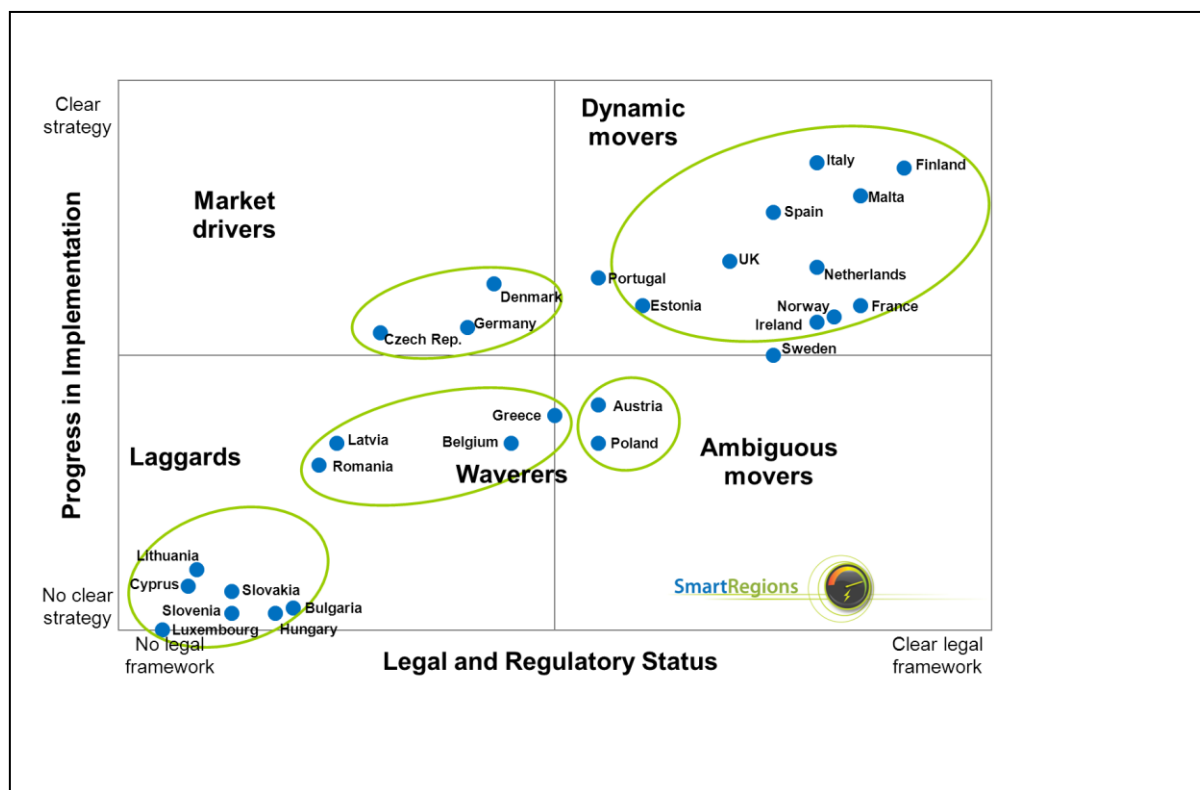 Clear
strategy
Dynamic
movers
Italy
Finland
Malta
Market
drivers
Spain
UK
Netherlands
Portugal
Denmark
Estonia
Norway
France
Ireland
Germany
Czech Rep.
Sweden
Progress in Implementation
Greece
Austria
Latvia
Belgium
Poland
Laggards
Romania
Waverers
Ambiguous
movers
Lithuania
Cyprus
Slovakia
SmartRegions
No clear
strategy
Slovenia
Bulgaria
Luxembourg
Hungary
No legal
framework
Legal and Regulatory Status
Clear legal
framework